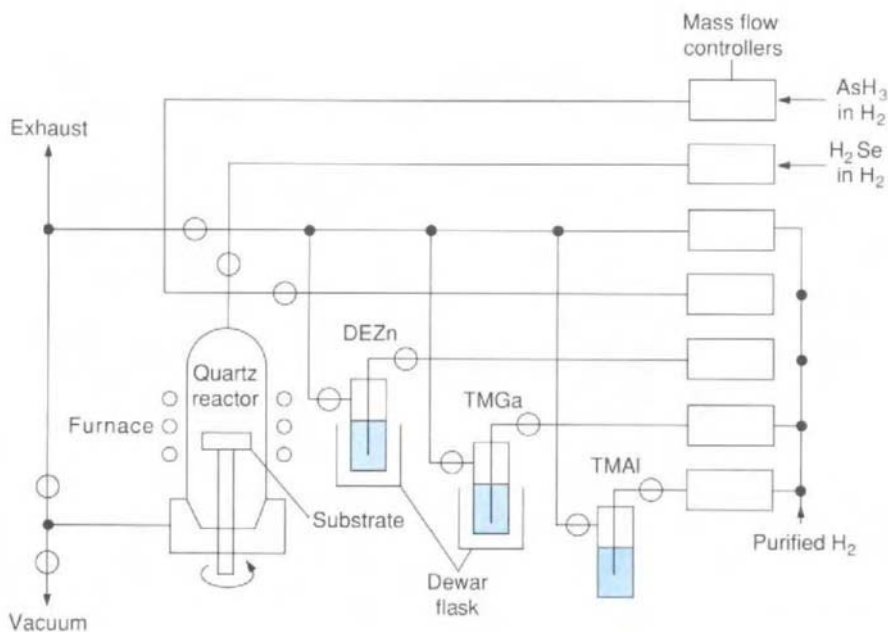 Mass flow
controllers
AsH₃
in H₂
Exhaust
H₂Se
in H₂
DEZn
Quartz
reactor
TMGa
Furnace
TMAl
Substrate
Purified H₂
Dewar
flask
Vacuum